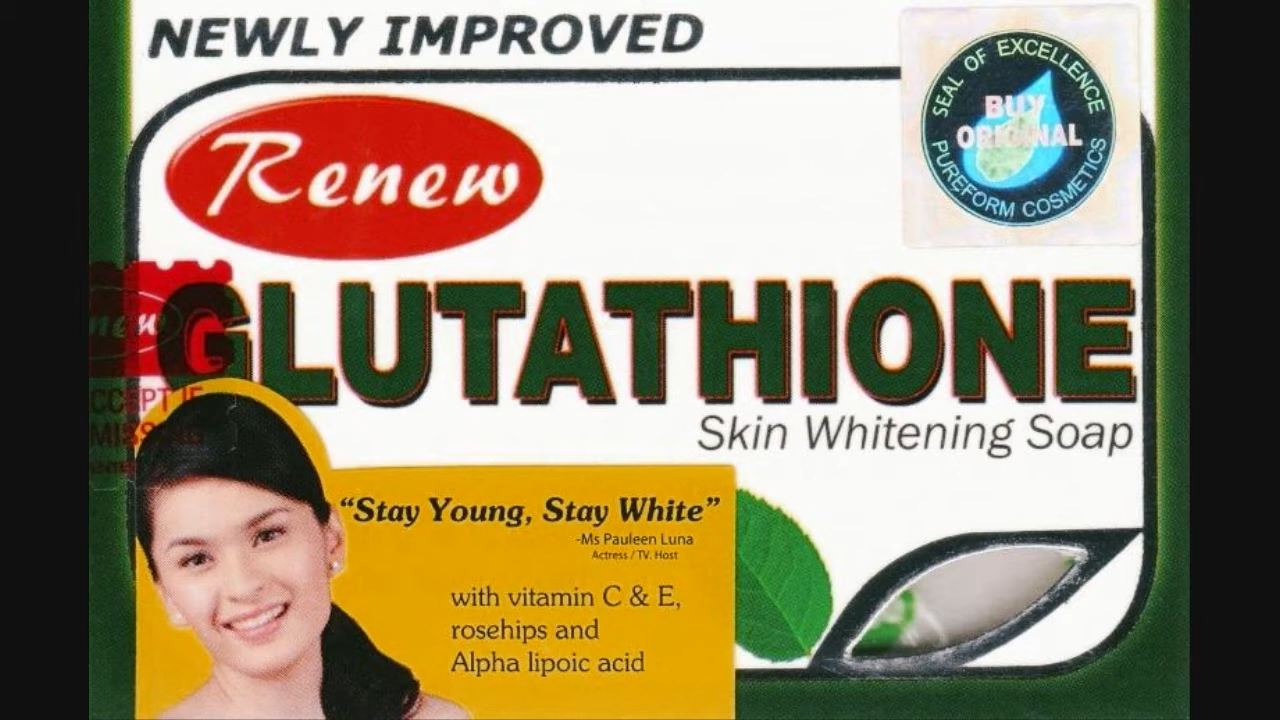 NEWLY IMPROVED
SEAL OF EXCELLENCE
BUY
ORIGINAL
PUREFORM COSMETICS
Renew
GLUTATHIONE
Skin Whitening Soap
"Stay Young, Stay White"
-Ms Pauleen Luna
Actress / TV. Host
with vitamin C & E,
rosehips and
Alpha lipoic acid